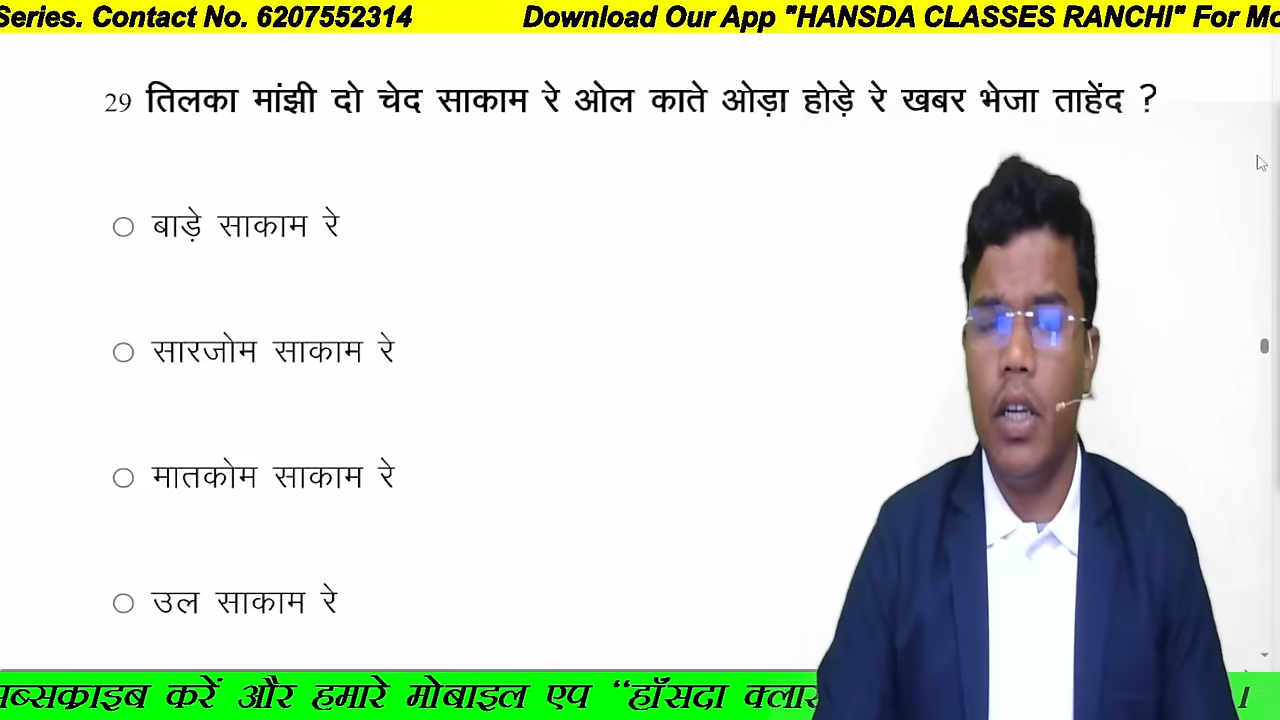 Series. Contact No. 6207552314 Download Our App "HANSDA CLASSES RANCHI" For
29 तिलका मांझी दो चेद साकाम रे ओल काते ओड़ा होड़े रे खबर भेजा ताहेंद ?
बाड़े साकाम रे
सारजोम साकाम रे
मातकोम साकाम रे
उल साकाम रे
करें और हमारे मोबाइल एप “हाँसदा